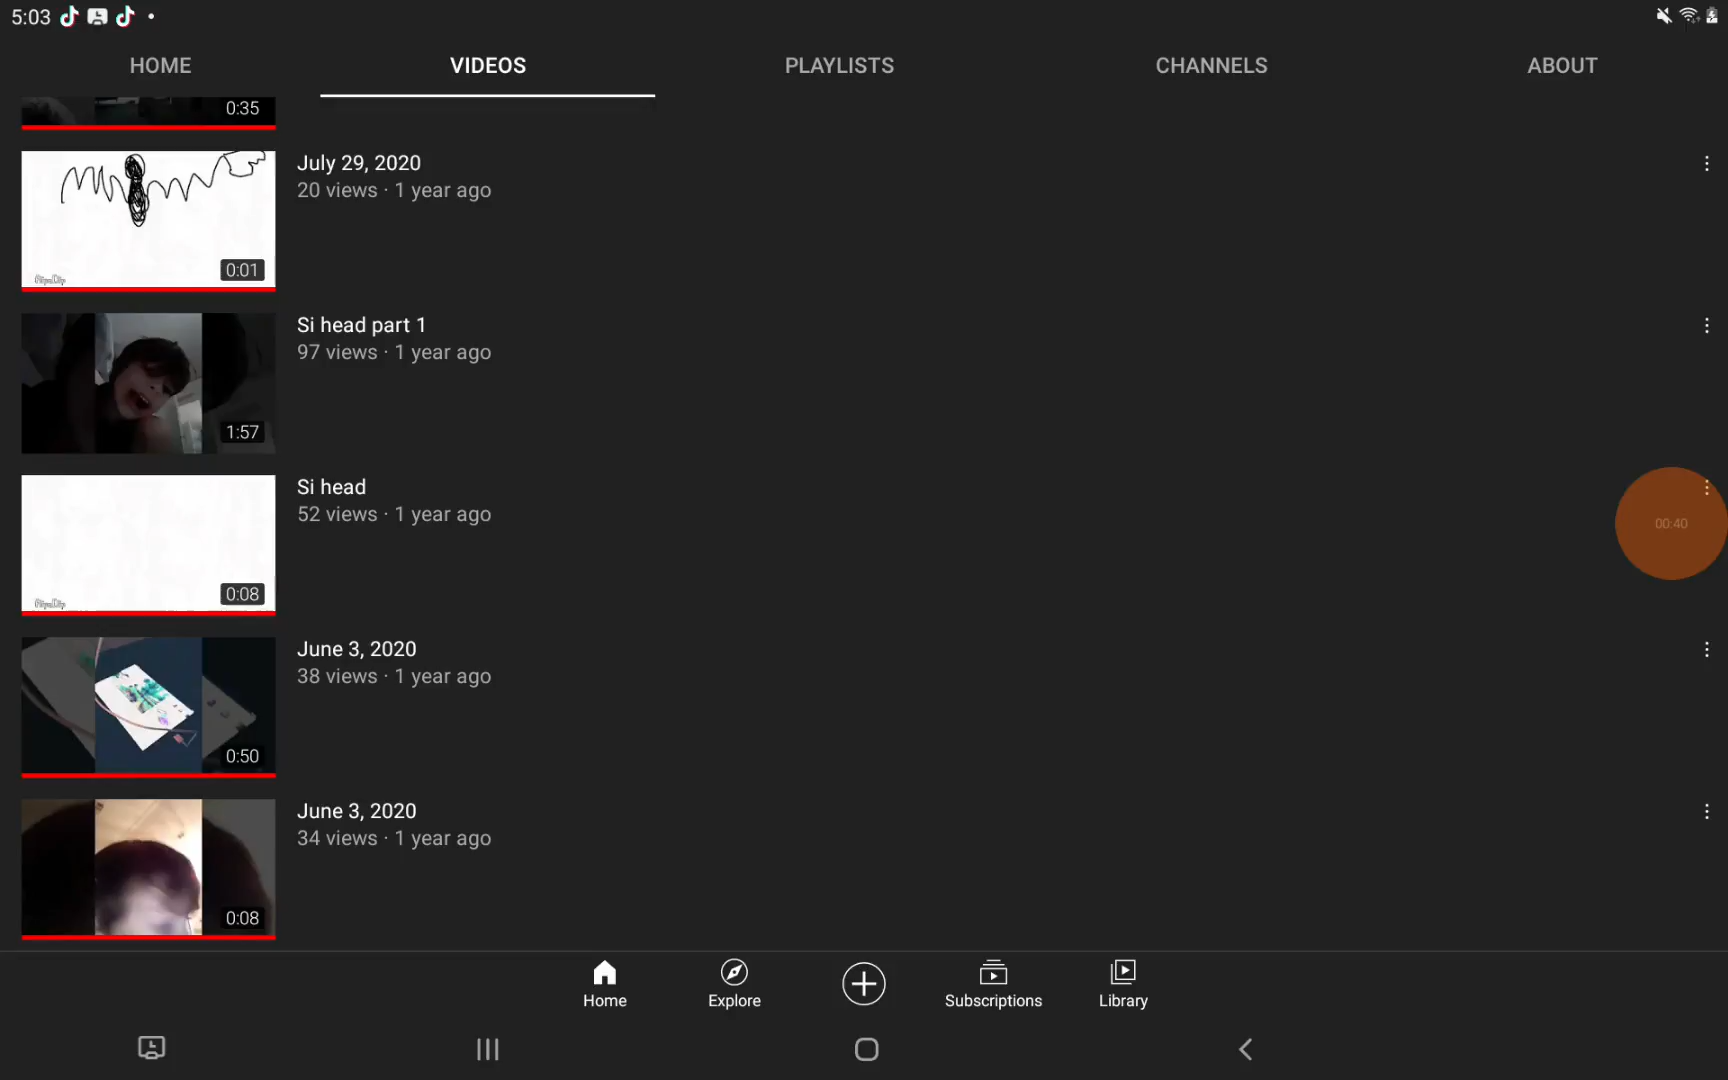 5:03
HOME VIDEOS PLAYLISTS CHANNELS ABOUT
0:35
July 29, 2020
20 views · 1 year ago
0:01
FlipaClip
Si head part 1
97 views · 1 year ago
1:57
Si head
52 views · 1 year ago
00:40
0:08
FlipaClip
June 3, 2020
38 views · 1 year ago
0:50
June 3, 2020
34 views · 1 year ago
0:08
Home Explore Subscriptions Library